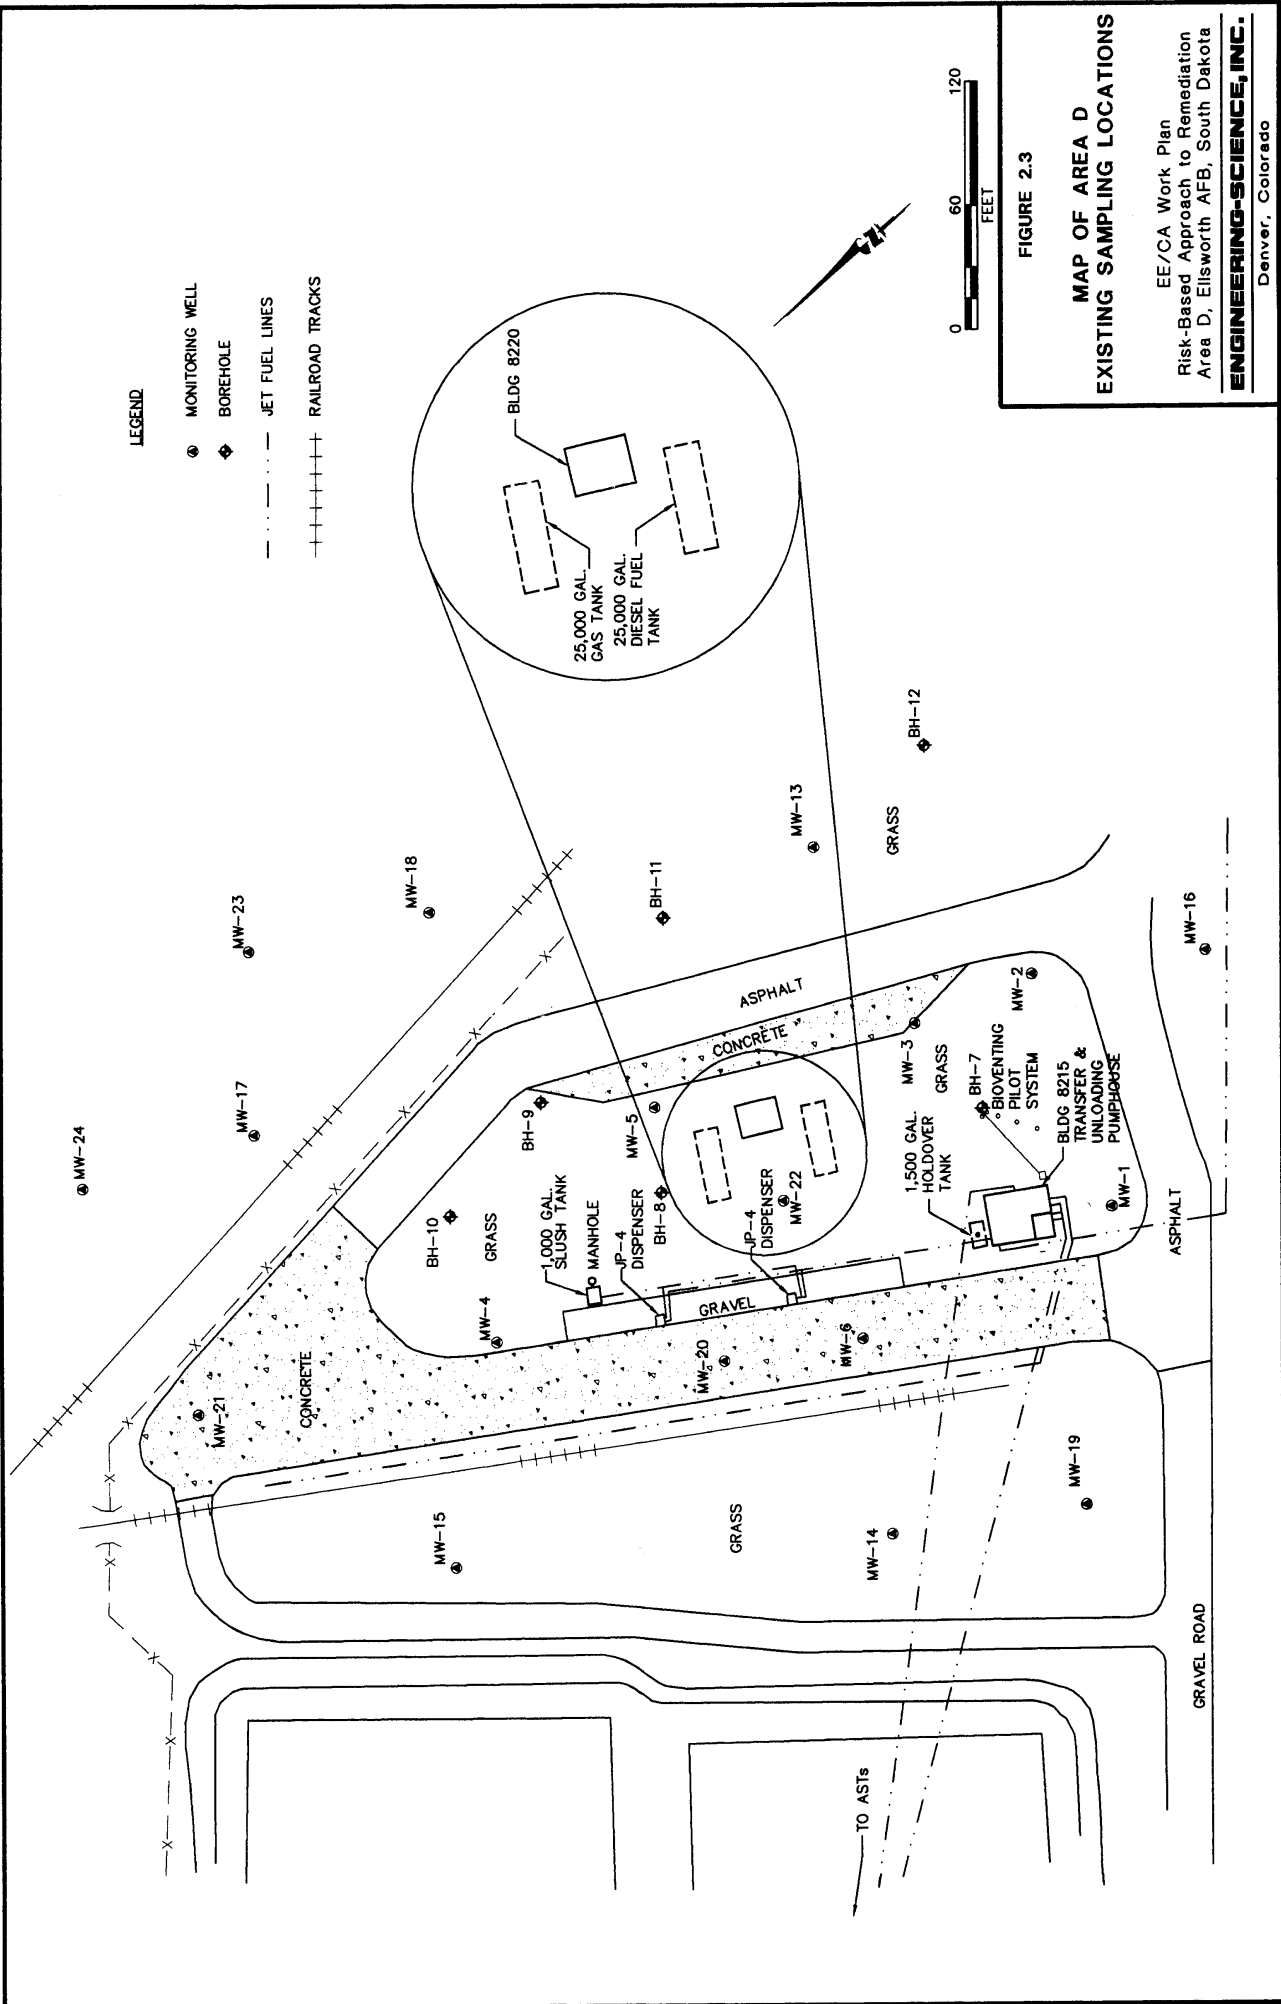 LEGEND
MONITORING WELL
BOREHOLE
JET FUEL LINES
RAILROAD TRACKS
MW-24
MW-17
MW-23
MW-18
MW-21
CONCRETE
MW-15
MW-4
BH-10
GRASS
BH-9
1,000 GAL.
SLUSH TANK
MANHOLE
JP-4
DISPENSER
MW-5
BH-8
BH-11
ASPHALT
CONCRETE
GRAVEL
JP-4
DISPENSER
MW-22
MW-20
MW-6
GRASS
MW-14
MW-19
MW-13
GRASS
BH-12
MW-3
GRASS
1,500 GAL.
HOLDOVER
TANK
BH-7
BIOVENTING
PILOT
SYSTEM
MW-2
BLDG 8215
TRANSFER &
UNLOADING
PUMPHOUSE
MW-1
ASPHALT
MW-16
GRAVEL ROAD
TO ASTs
BLDG 8220
25,000 GAL.
GAS TANK
25,000 GAL.
DIESEL FUEL
TANK
N
0 60 120
FEET
FIGURE 2.3
MAP OF AREA D
EXISTING SAMPLING LOCATIONS
EE/CA Work Plan
Risk-Based Approach to Remediation
Area D, Ellsworth AFB, South Dakota
ENGINEERING-SCIENCE, INC.
Denver, Colorado